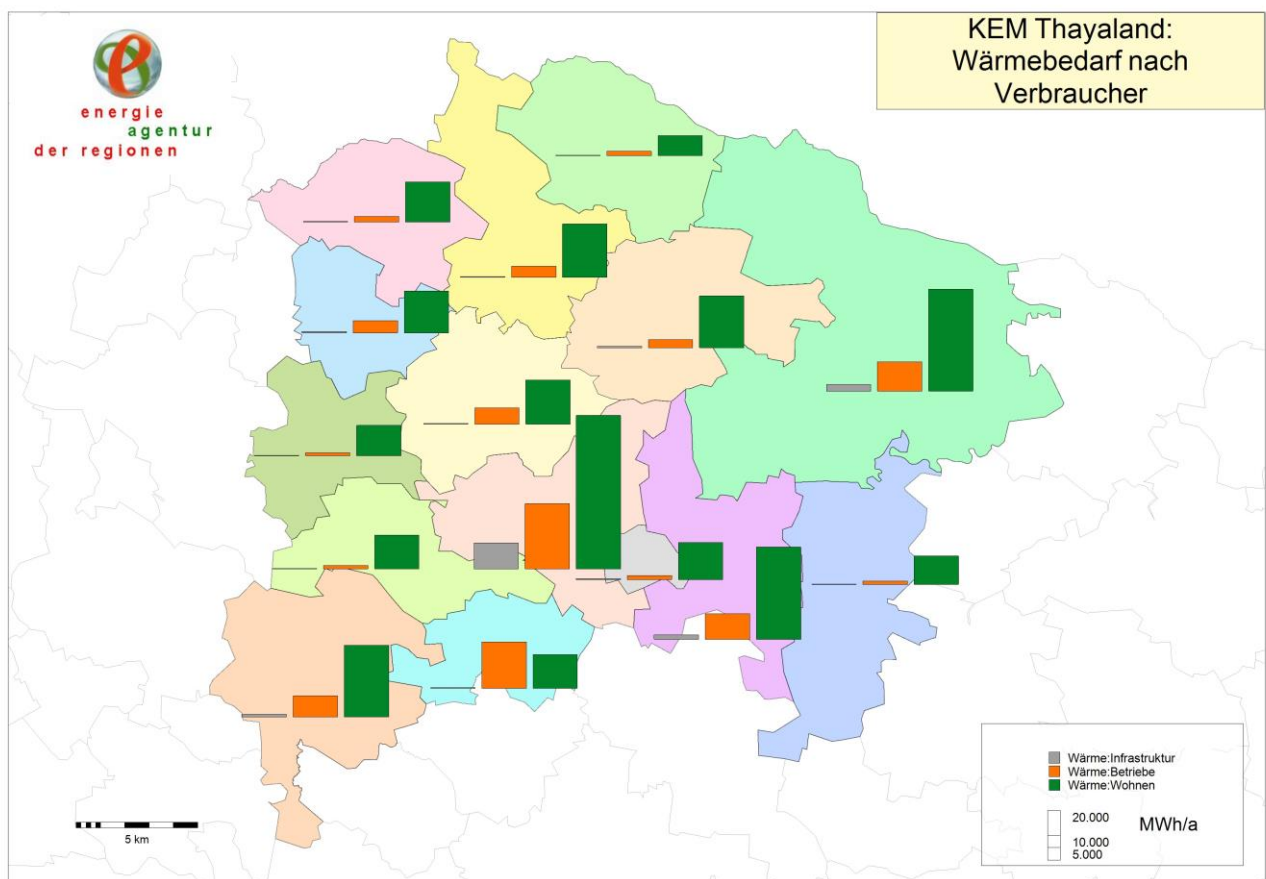 KEM Thayaland:
Wärmebedarf nach
Verbraucher
energie
agentur
der regionen
Wärme:Infrastruktur
Wärme:Betriebe
Wärme:Wohnen
20.000
MWh/a
10.000
5.000
5 km